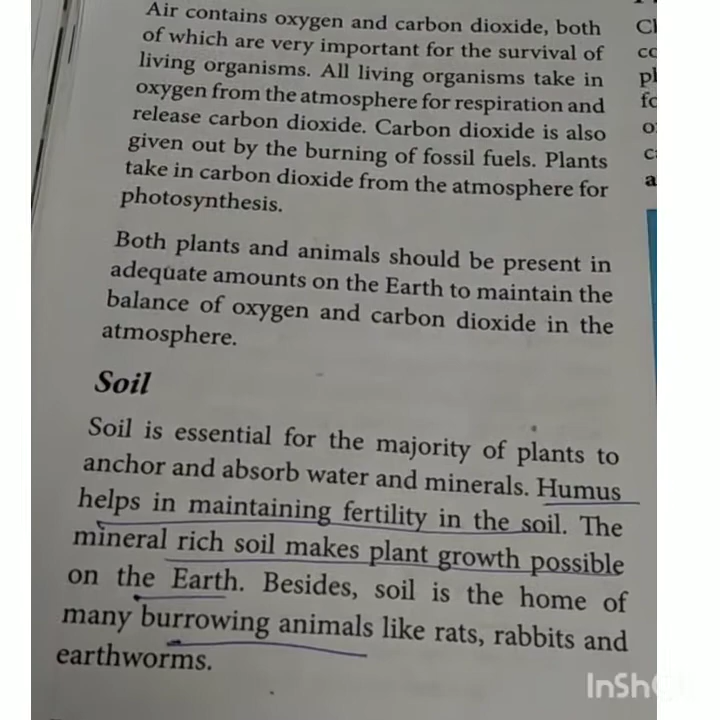 Air contains oxygen and carbon dioxide, both
of which are very important for the survival of
living organisms. All living organisms take in
oxygen from the atmosphere for respiration and
release carbon dioxide. Carbon dioxide is also
given out by the burning of fossil fuels. Plants
take in carbon dioxide from the atmosphere for
photosynthesis.
Both plants and animals should be present in
adequate amounts on the Earth to maintain the
balance of oxygen and carbon dioxide in the
atmosphere.
Soil
Soil is essential for the majority of plants to
anchor and absorb water and minerals. Humus
helps in maintaining fertility in the soil. The
mineral rich soil makes plant growth possible
on the Earth. Besides, soil is the home of
many burrowing animals like rats, rabbits and
earthworms.